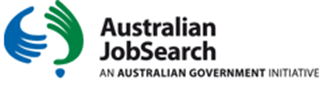 Australian
JobSearch
AN AUSTRALIAN GOVERNMENT INITIATIVE